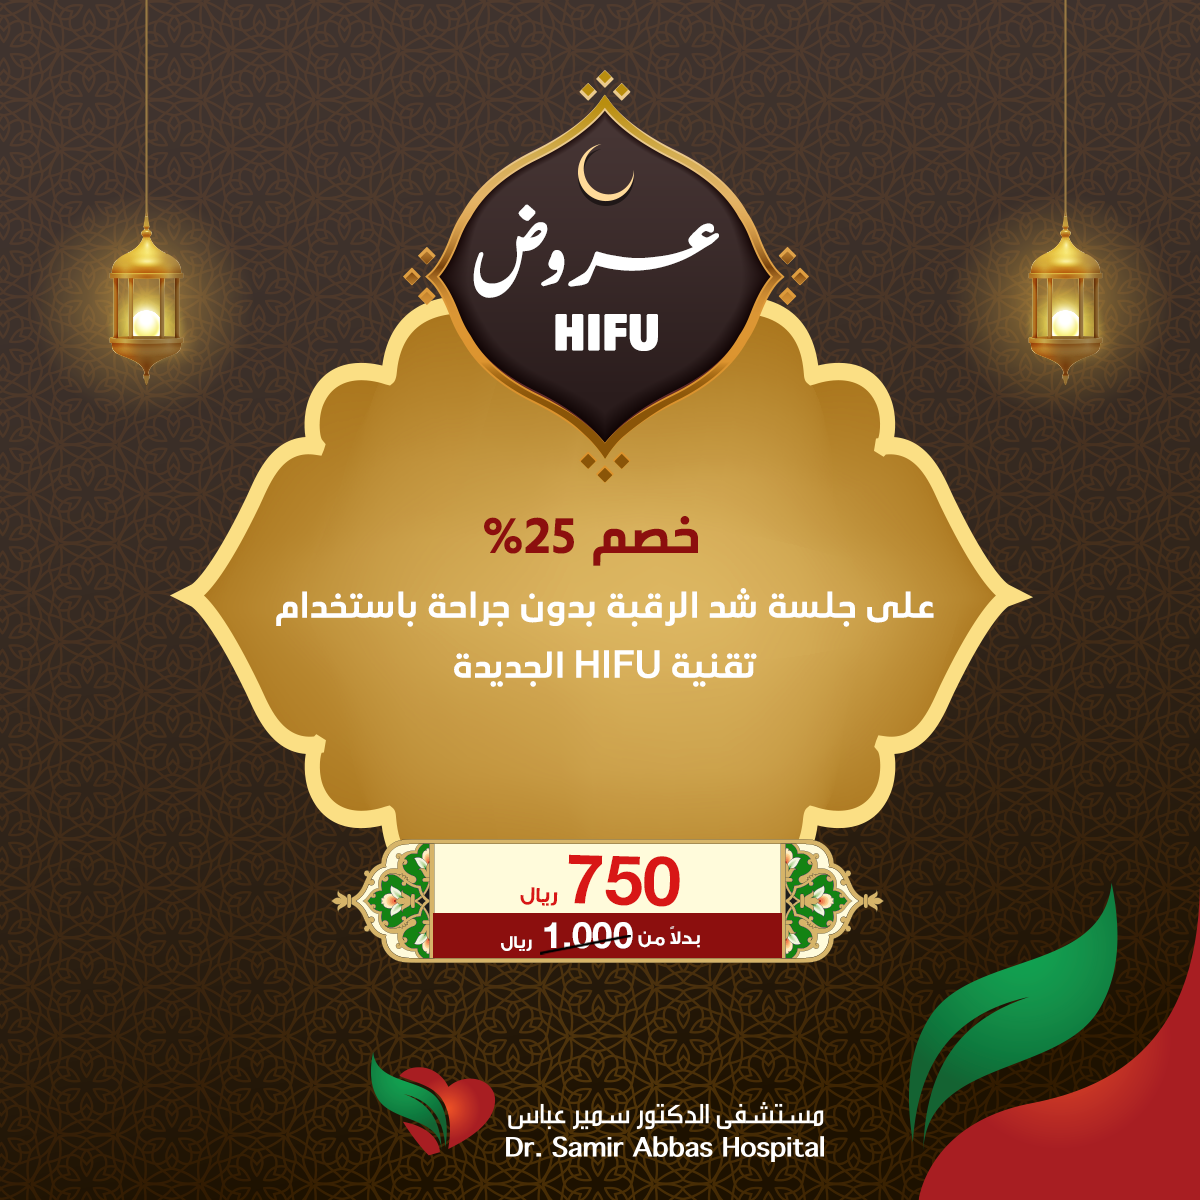 عروض
HIFU
خصم 25%
على جلسة شد الرقبة بدون جراحة باستخدام
تقنية HIFU الجديدة
750 ريال
بدلاً من 1.000 ريال
مستشفى الدكتور سمير عباس
Dr. Samir Abbas Hospital